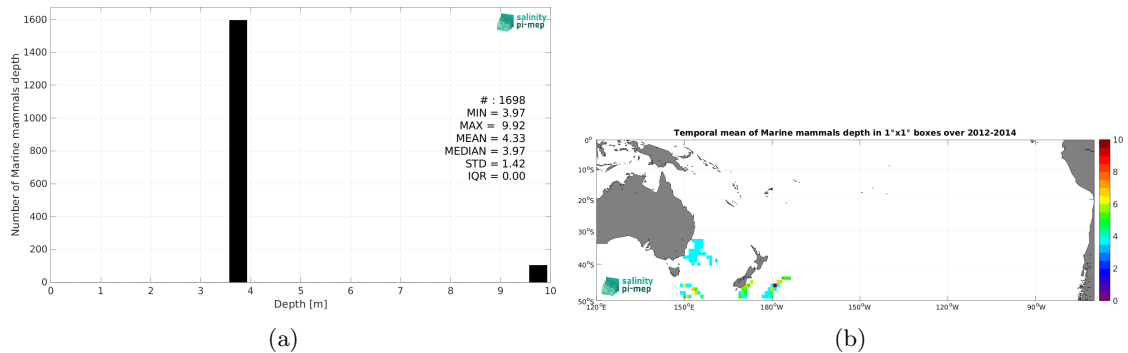 1600
1400
1200
1000
800
600
400
200
0
Number of Marine mammals depth
salinity
pi-mep
# : 1698
MIN = 3.97
MAX = 9.92
MEAN = 4.33
MEDIAN = 3.97
STD = 1.42
IQR = 0.00
0 1 2 3 4 5 6 7 8 9 10
Depth [m]
(a)
Temporal mean of Marine mammals depth in 1°x1° boxes over 2012-2014
0°
10°S
20°S
30°S
40°S
50°S
120°E 150°E 180°W 150°W 120°W 90°W
salinity
pi-mep
10
8
6
4
2
0
(b)